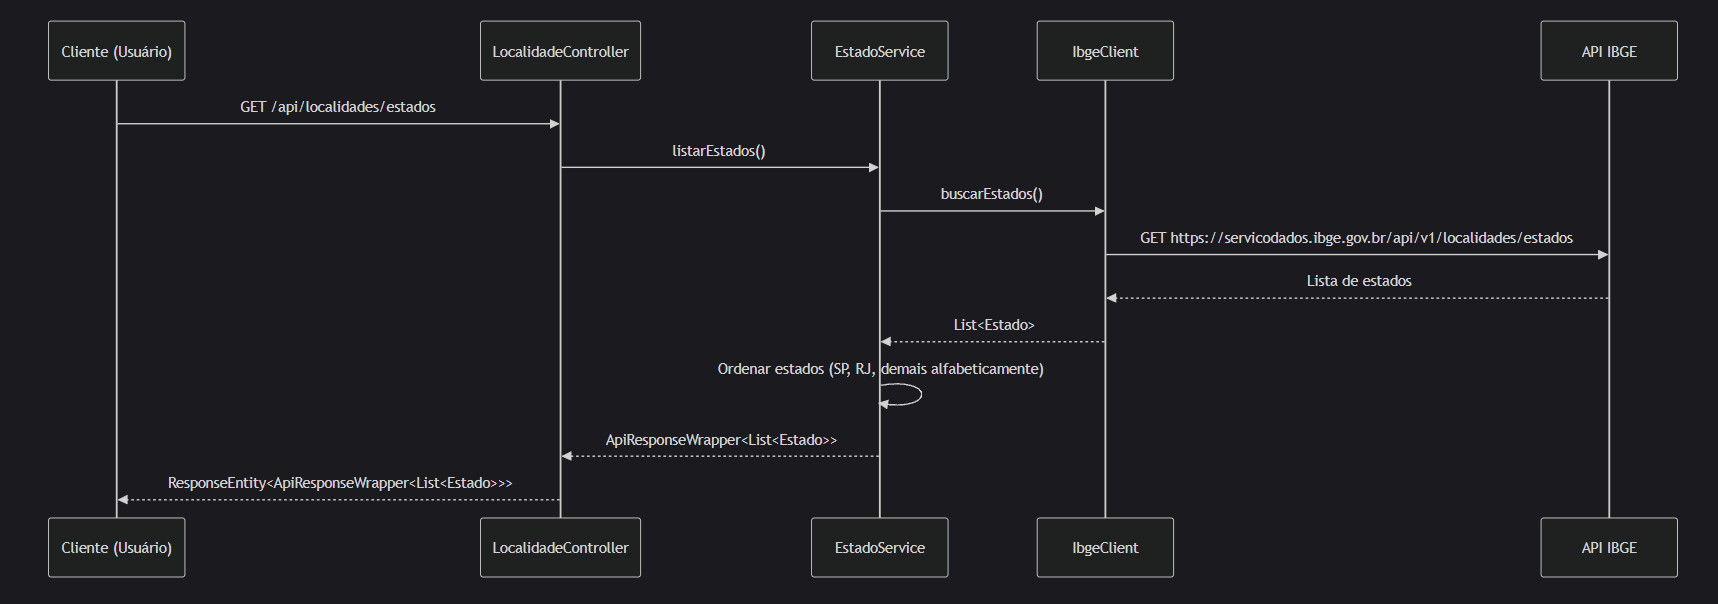 Cliente (Usuário)
LocalidadeController
EstadoService
IbgeClient
API IBGE
GET /api/localidades/estados
listarEstados()
buscarEstados()
GET https://servicodados.ibge.gov.br/api/v1/localidades/estados
Lista de estados
List<Estado>
Ordenar estados (SP, RJ, demais alfabeticamente)
ApiResponseWrapper<List<Estado>>
ResponseEntity<ApiResponseWrapper<List<Estado>>>
Cliente (Usuário)
LocalidadeController
EstadoService
IbgeClient
API IBGE